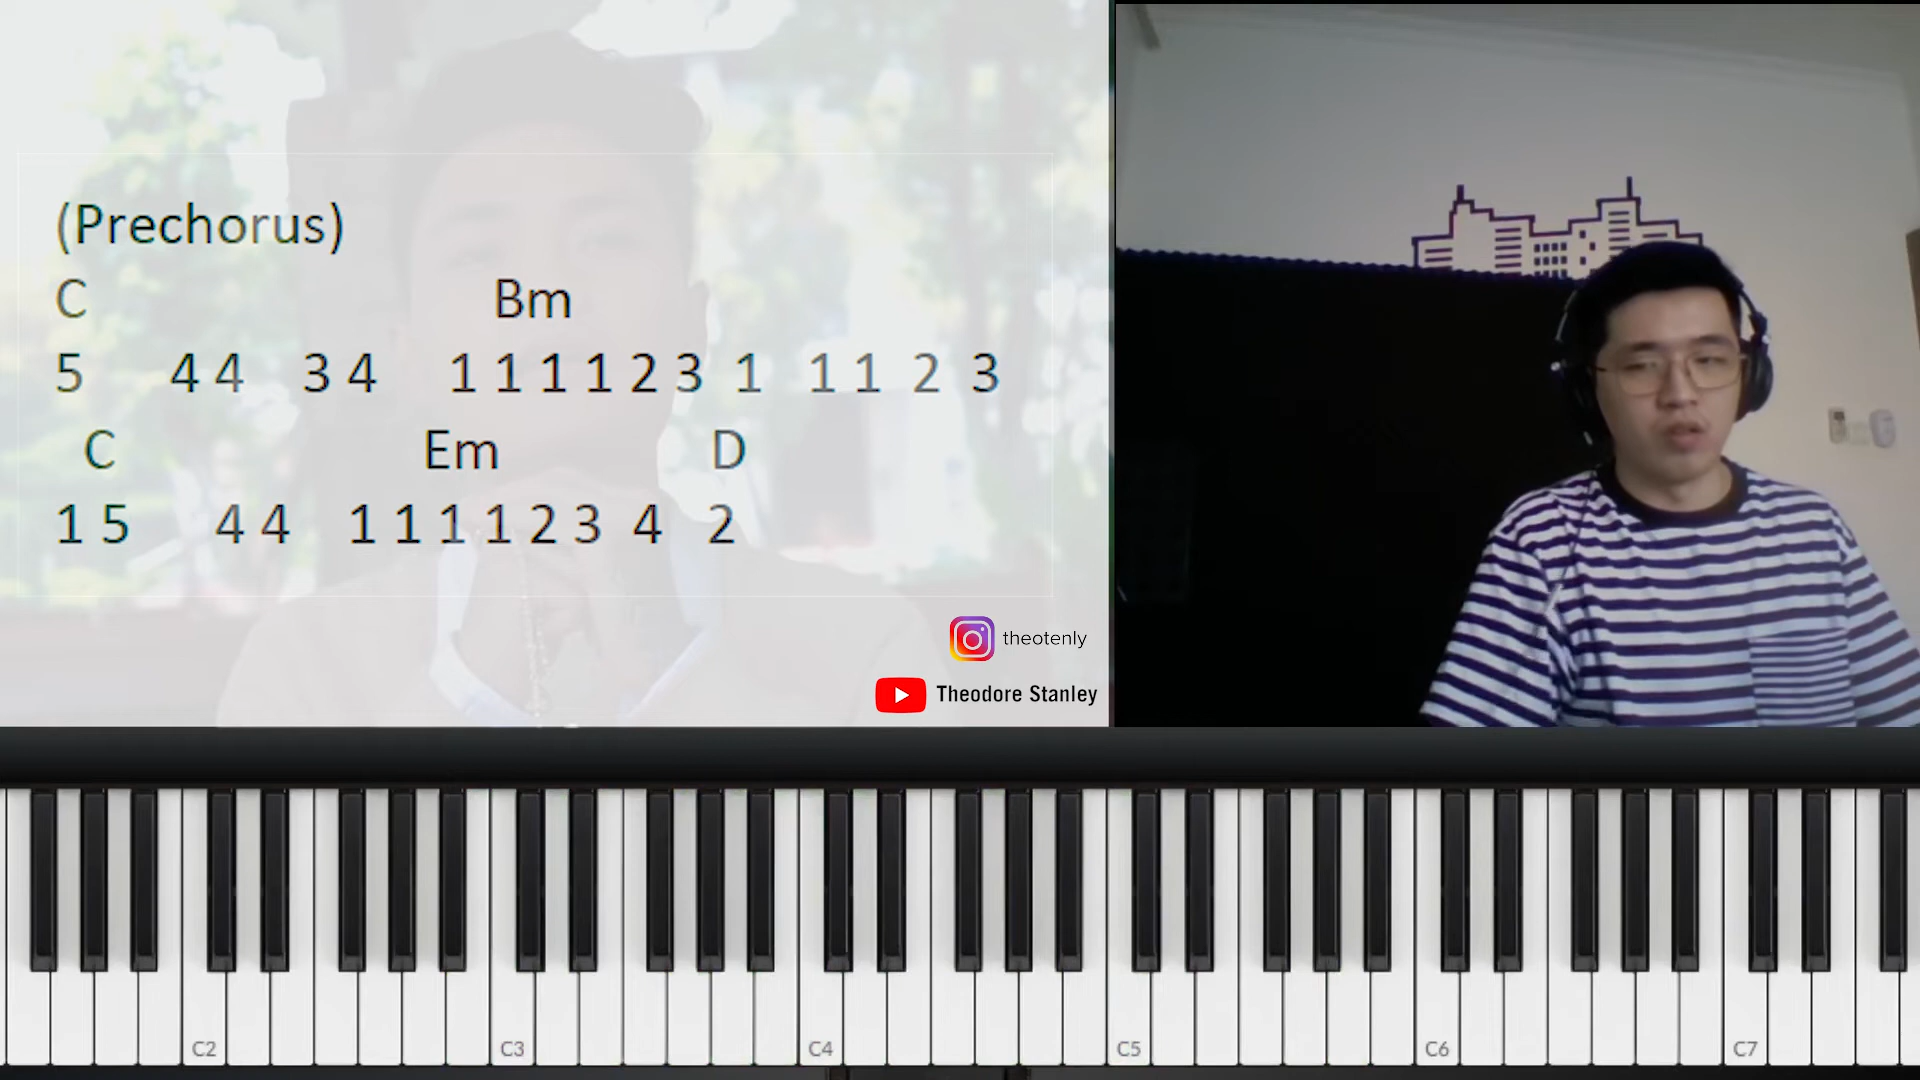 (Prechorus)
C Bm
5 4 4 3 4 1 1 1 1 2 3 1 1 1 2 3
C Em D
1 5 4 4 1 1 1 1 2 3 4 2
theotenly
Theodore Stanley
C2 C3 C4 C5 C6 C7